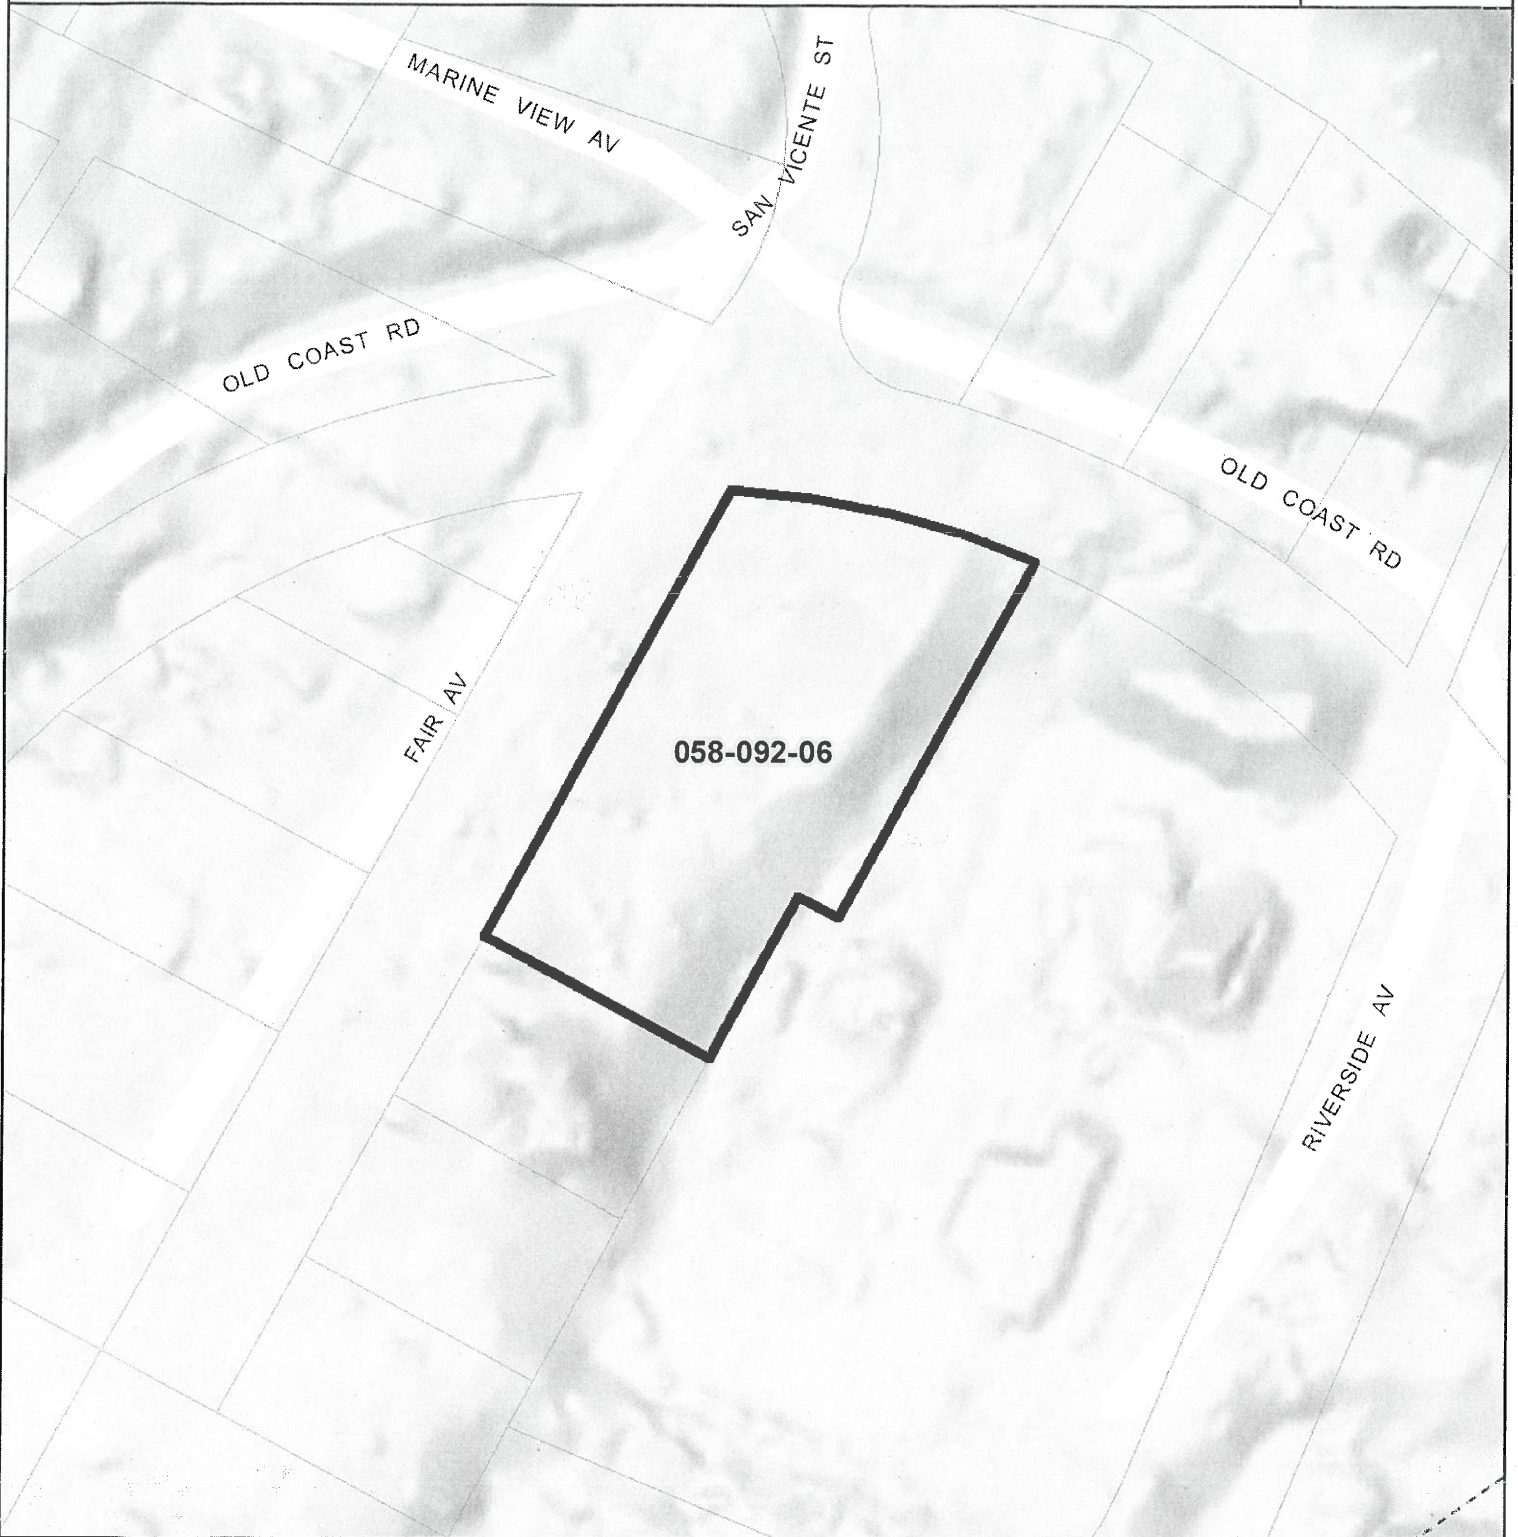 MARINE VIEW AV
SAN VICENTE ST
OLD COAST RD
OLD COAST RD
FAIR AV
058-092-06
RIVERSIDE AV